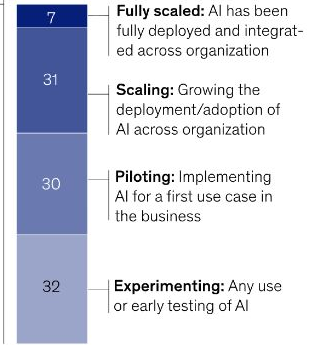 7
Fully scaled: AI has been
fully deployed and integrat-
ed across organization
31
Scaling: Growing the
deployment/adoption of
AI across organization
30
Piloting: Implementing
AI for a first use case in
the business
32
Experimenting: Any use
or early testing of AI